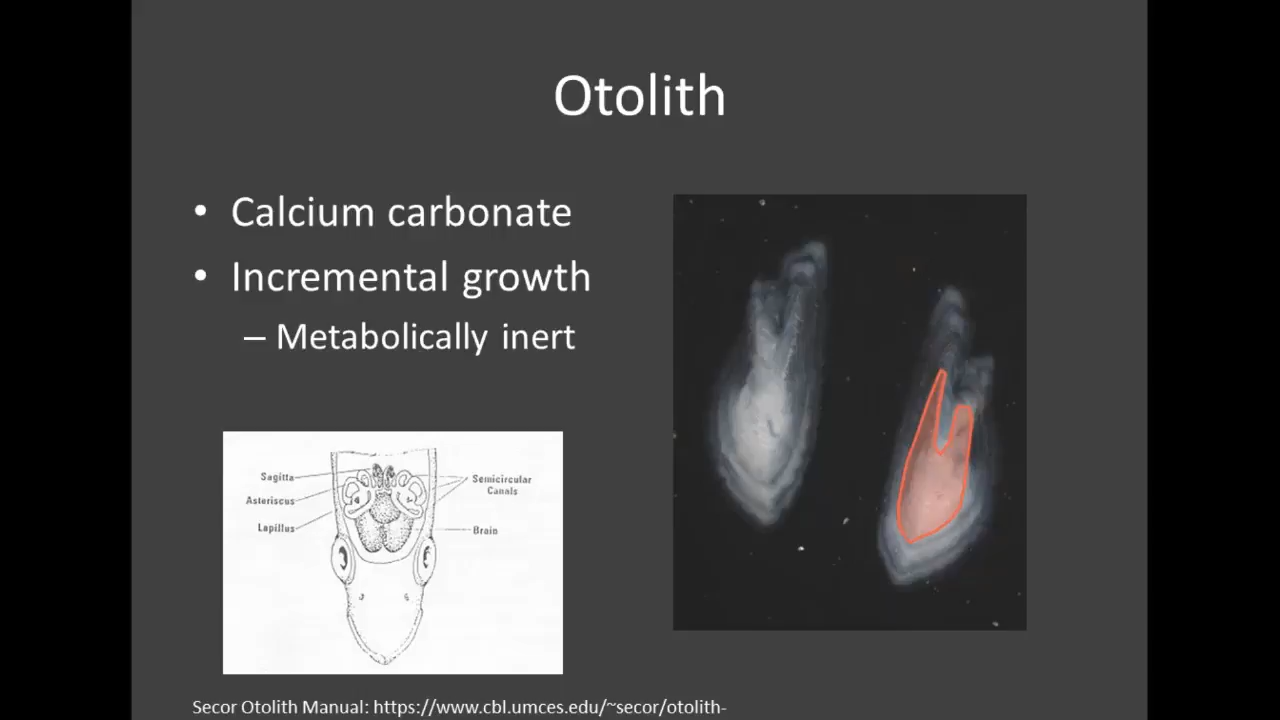 Otolith
• Calcium carbonate
• Incremental growth
– Metabolically inert
Sagitta
Asteriscus
Lapillus
Semicircular
Canals
Brain
Secor Otolith Manual: https://www.cbl.umces.edu/~secor/otolith-